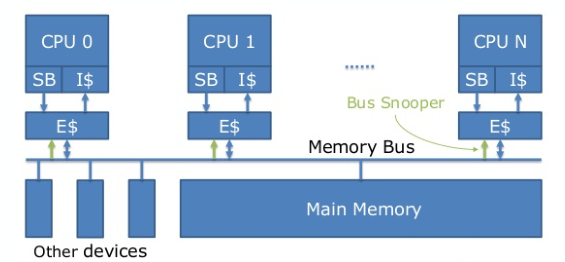 CPU 0
CPU 1
......
CPU N
SB I$
SB I$
SB I$
Bus Snooper
E$
E$
E$
Memory Bus
Main Memory
Other devices